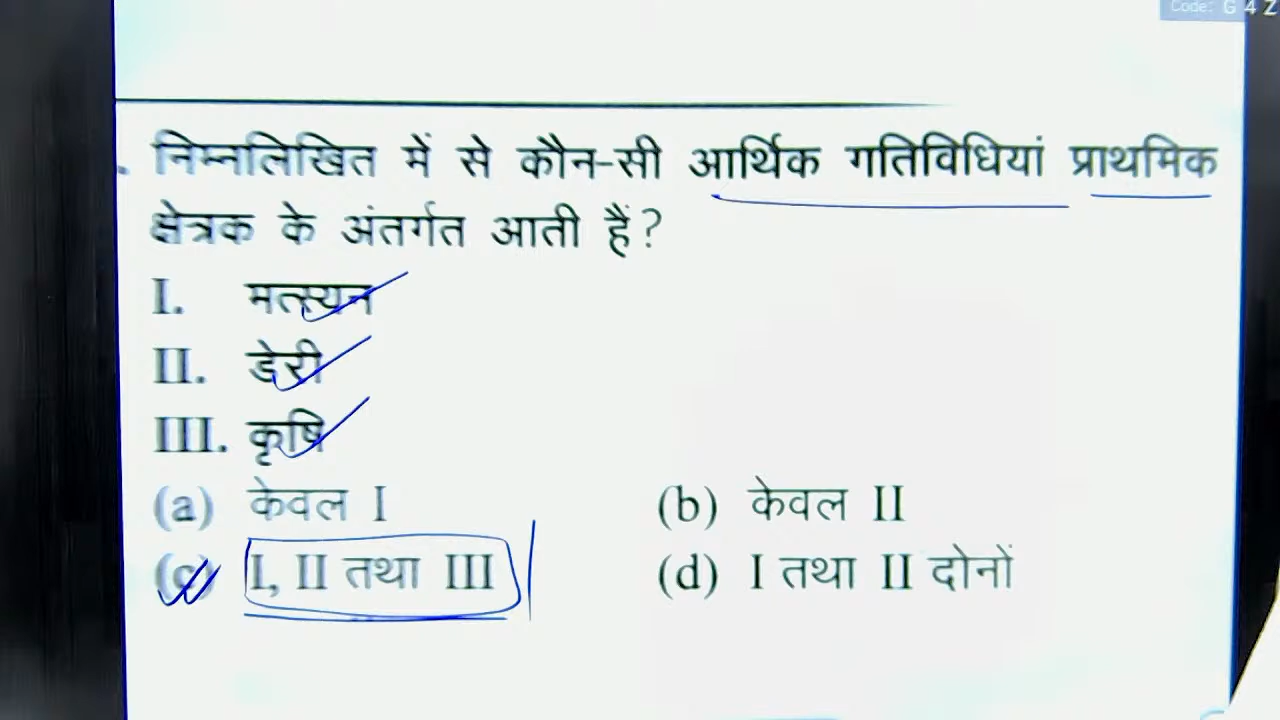 Code: G 4 Z
निम्नलिखित में से कौन-सी आर्थिक गतिविधियां प्राथमिक
क्षेत्रक के अंतर्गत आती हैं?
I. मत्स्यन
II. डेरी
III. कृषि
(a) केवल I (b) केवल II
(c) I, II तथा III (d) I तथा II दोनों